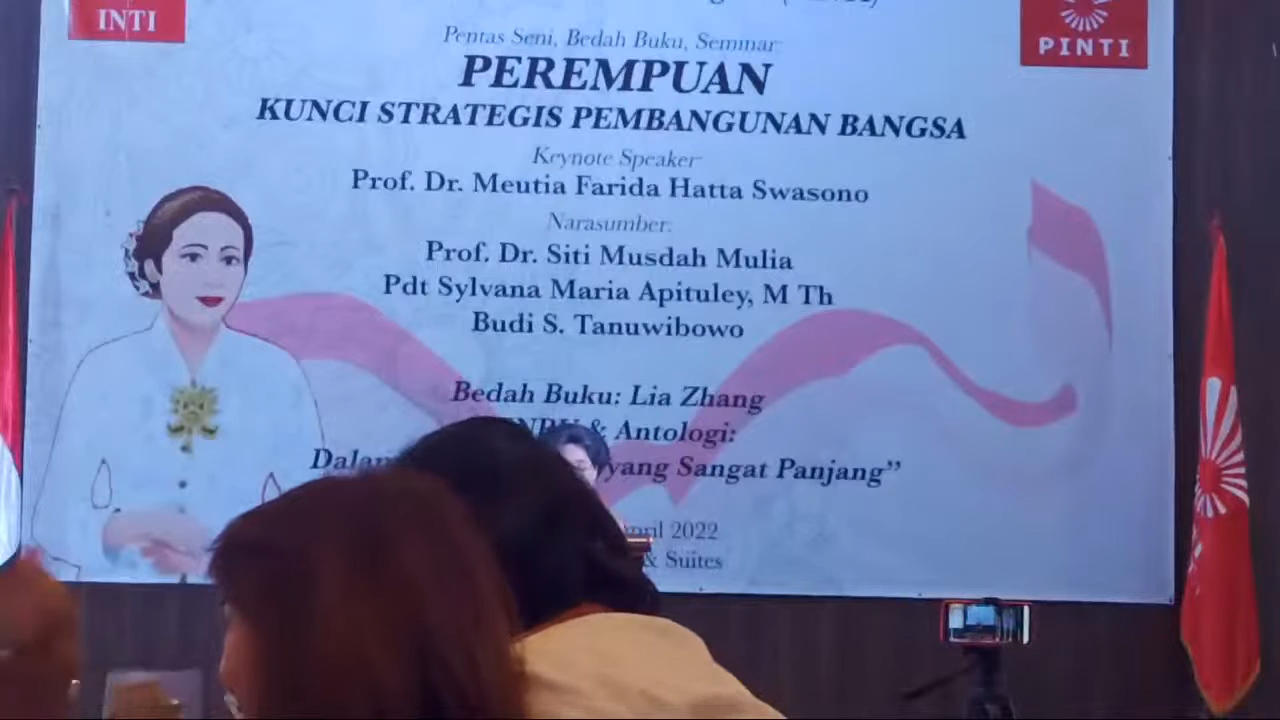 INTI
PINTI
Pentas Seni, Bedah Buku, Seminar
PEREMPUAN
KUNCI STRATEGIS PEMBANGUNAN BANGSA
Keynote Speaker
Prof. Dr. Meutia Farida Hatta Swasono
Narasumber:
Prof. Dr. Siti Musdah Mulia
Pdt Sylvana Maria Apituley, M Th
Budi S. Tanuwibowo
Bedah Buku: Lia Zhang
& Antologi:
yang Sangat Panjang”
2022
& Suites